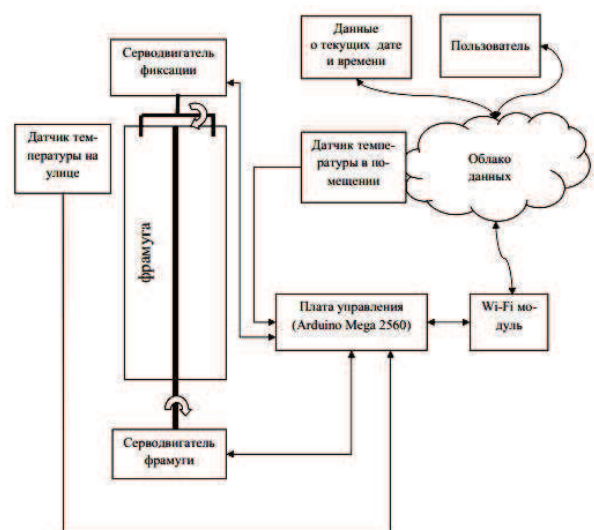 Серводвигатель
фиксации
Данные
о текущих дате
и времени
Пользователь
Датчик тем-
пературы на
улице
Датчик темпе-
ратуры в по-
мещении
Облако
данных
фрамуга
Плата управления
(Arduino Mega 2560)
Wi-Fi мо-
дуль
Серводвигатель
фрамуги